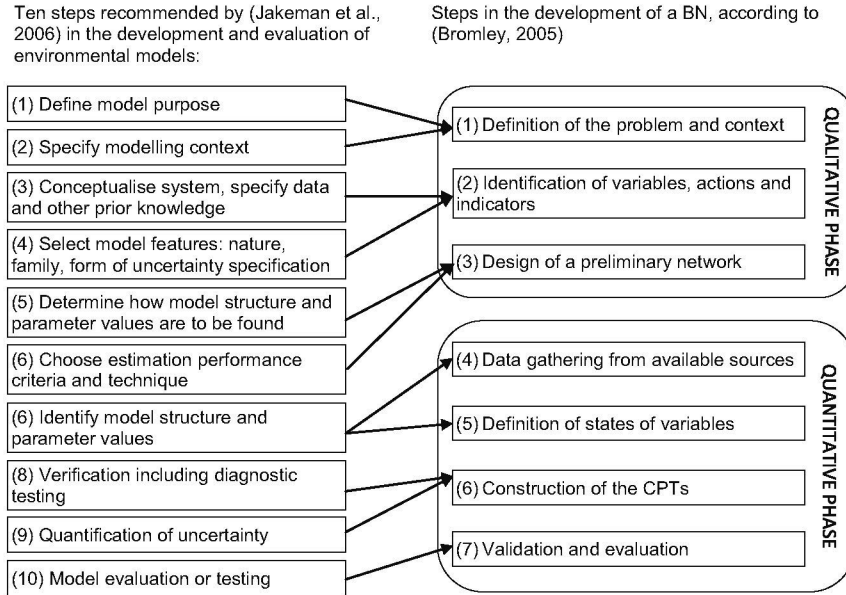 Ten steps recommended by (Jakeman et al.,
2006) in the development and evaluation of
environmental models:
(1) Define model purpose
(2) Specify modelling context
(3) Conceptualise system, specify data
and other prior knowledge
(4) Select model features: nature,
family, form of uncertainty specification
(5) Determine how model structure and
parameter values are to be found
(6) Choose estimation performance
criteria and technique
(6) Identify model structure and
parameter values
(8) Verification including diagnostic
testing
(9) Quantification of uncertainty
(10) Model evaluation or testing
Steps in the development of a BN, according to
(Bromley, 2005)
(1) Definition of the problem and context
(2) Identification of variables, actions and
indicators
(3) Design of a preliminary network
QUALITATIVE PHASE
(4) Data gathering from available sources
(5) Definition of states of variables
(6) Construction of the CPTs
(7) Validation and evaluation
QUANTITATIVE PHASE